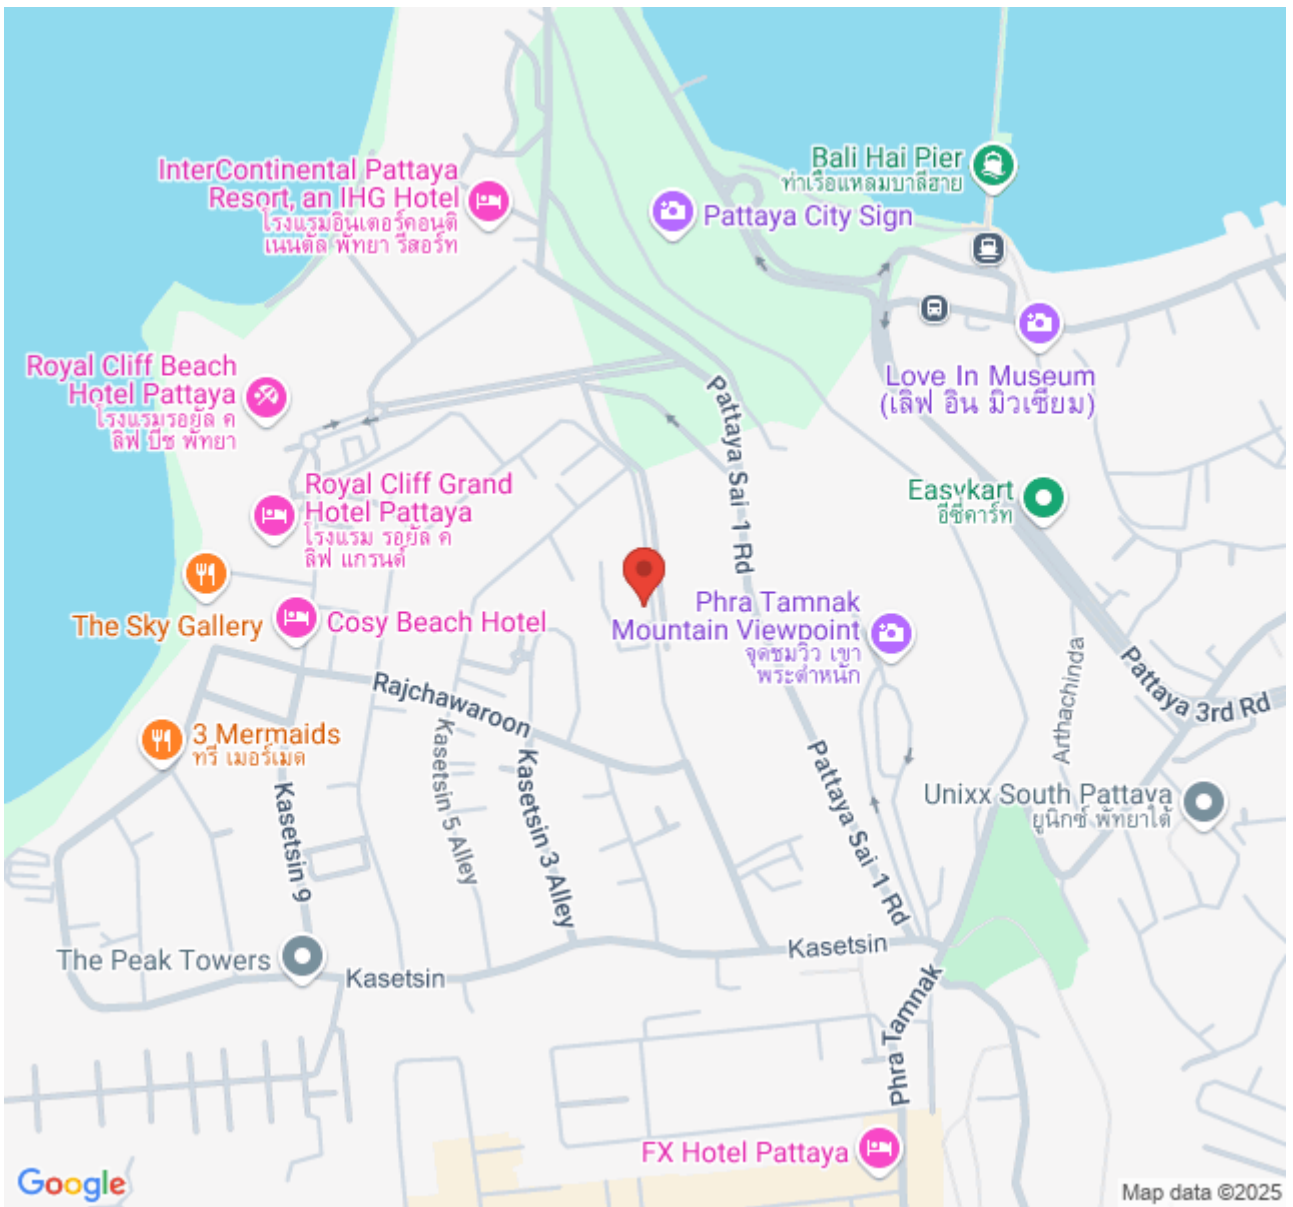 InterContinental Pattaya
Resort, an IHG Hotel
โรงแรมอินเตอร์คอนติ
เนนตัล พัทยา รีสอร์ท
Bali Hai Pier
ท่าเรือแหลมบาลีฮาย
Pattaya City Sign
Royal Cliff Beach
Hotel Pattaya
โรงแรมรอยัล ค
ลิฟ บีช พัทยา
Love In Museum
(เลิฟ อิน มิวเซียม)
Pattaya Sai 1 Rd
Royal Cliff Grand
Hotel Pattaya
โรงแรม รอยัล ค
ลิฟ แกรนด์
Easykart
อีซี่คาร์ท
The Sky Gallery
Cosy Beach Hotel
Phra Tamnak
Mountain Viewpoint
จุดชมวิว เขา
พระตำหนัก
Rajchawaroon
Arthachinda
Pattaya 3rd Rd
3 Mermaids
ทรี เมอร์เมด
Kasetsin 9
Kasetsin 5 Alley
Kasetsin 3 Alley
Pattaya Sai 1 Rd
Unixx South Pattaya
ยูนิกซ์ พัทยาใต้
The Peak Towers
Kasetsin
Kasetsin
Phra Tamnak
FX Hotel Pattaya
Google
Map data ©2025